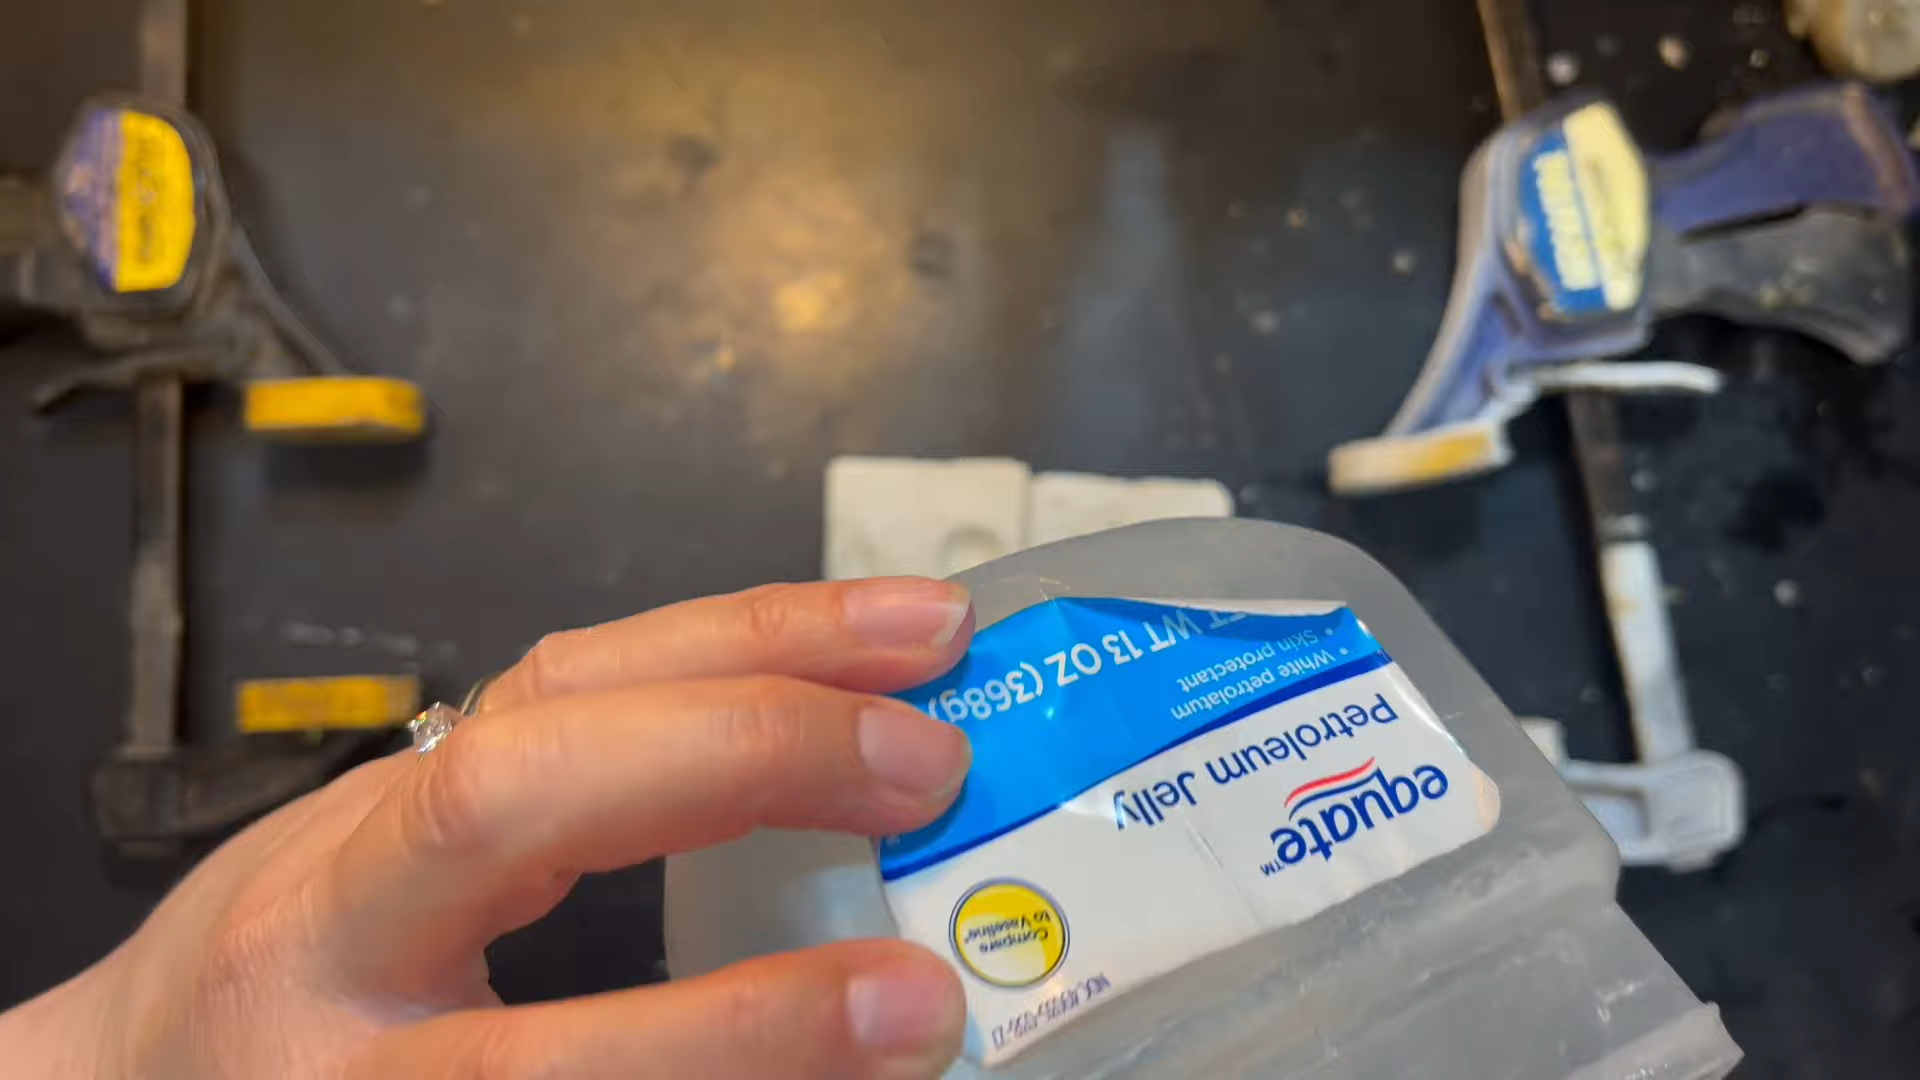 equate™
Petroleum Jelly
• White petrolatum
• Skin protectant
WT 13 OZ (368g)
Compare
to Vaseline®